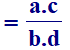 = a.c
b.d